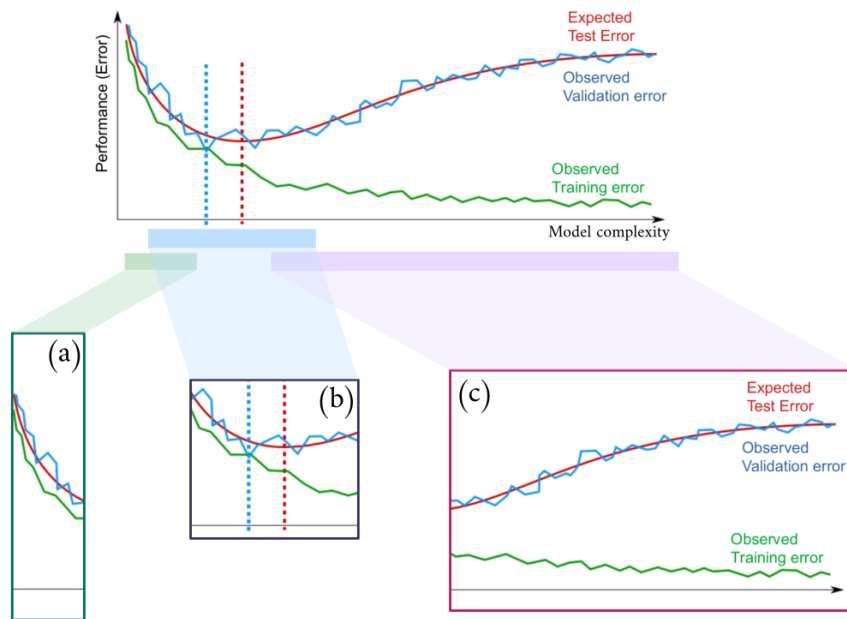 Performance (Error)
Expected
Test Error
Observed
Validation error
Observed
Training error
Model complexity
(a)
(b)
(c)
Expected
Test Error
Observed
Validation error
Observed
Training error